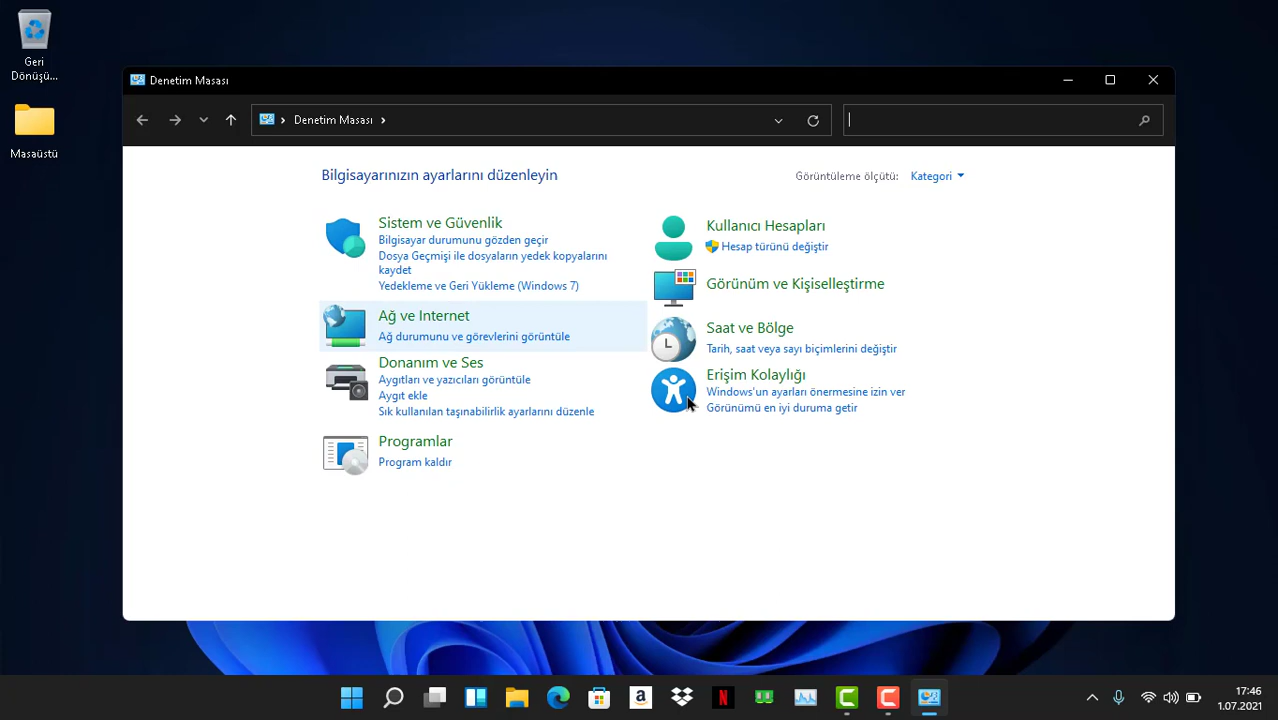 Geri
Dönüşü...
Masaüstü
Denetim Masası
Denetim Masası
Bilgisayarınızın ayarlarını düzenleyin
Görüntüleme ölçütü: Kategori
Sistem ve Güvenlik
Bilgisayar durumunu gözden geçir
Dosya Geçmişi ile dosyaların yedek kopyalarını
kaydet
Yedekleme ve Geri Yükleme (Windows 7)
Ağ ve Internet
Ağ durumunu ve görevlerini görüntüle
Donanım ve Ses
Aygıtları ve yazıcıları görüntüle
Aygıt ekle
Sık kullanılan taşınabilirlik ayarlarını düzenle
Programlar
Program kaldır
Kullanıcı Hesapları
Hesap türünü değiştir
Görünüm ve Kişiselleştirme
Saat ve Bölge
Tarih, saat veya sayı biçimlerini değiştir
Erişim Kolaylığı
Windows'un ayarları önermesine izin ver
Görünümü en iyi duruma getir
17:46
1.07.2021